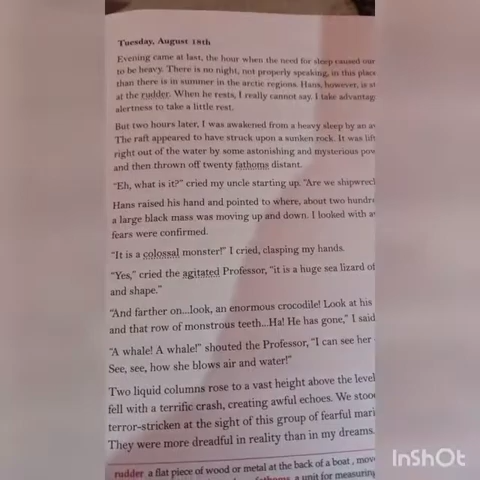 Tuesday, August 18th
Evening came at last, the hour when the need for sleep caused our
to be heavy. There is no night, not properly speaking, in this place
than there is in summer in the arctic regions. Hans, however, is at
at the rudder. When he rests, I really cannot say. I take advantag
alertness to take a little rest.
But two hours later, I was awakened from a heavy sleep by an aw
The raft appeared to have struck upon a sunken rock. It was lift
right out of the water by some astonishing and mysterious pow
and then thrown off twenty fathoms distant.
"Eh, what is it?" cried my uncle starting up. "Are we shipwreck
Hans raised his hand and pointed to where, about two hundre
a large black mass was moving up and down. I looked with aw
fears were confirmed.
"It is a colossal monster!" I cried, clasping my hands.
"Yes," cried the agitated Professor, "it is a huge sea lizard of
and shape."
"And farther on...look, an enormous crocodile! Look at his
and that row of monstrous teeth...Ha! He has gone," I said
"A whale! A whale!" shouted the Professor, "I can see her
See, see, how she blows air and water!"
Two liquid columns rose to a vast height above the level
fell with a terrific crash, creating awful echoes. We stoo
terror-stricken at the sight of this group of fearful mari
They were more dreadful in reality than in my dreams.
rudder a flat piece of wood or metal at the back of a boat, move
fathoms a unit for measuring
InShOt